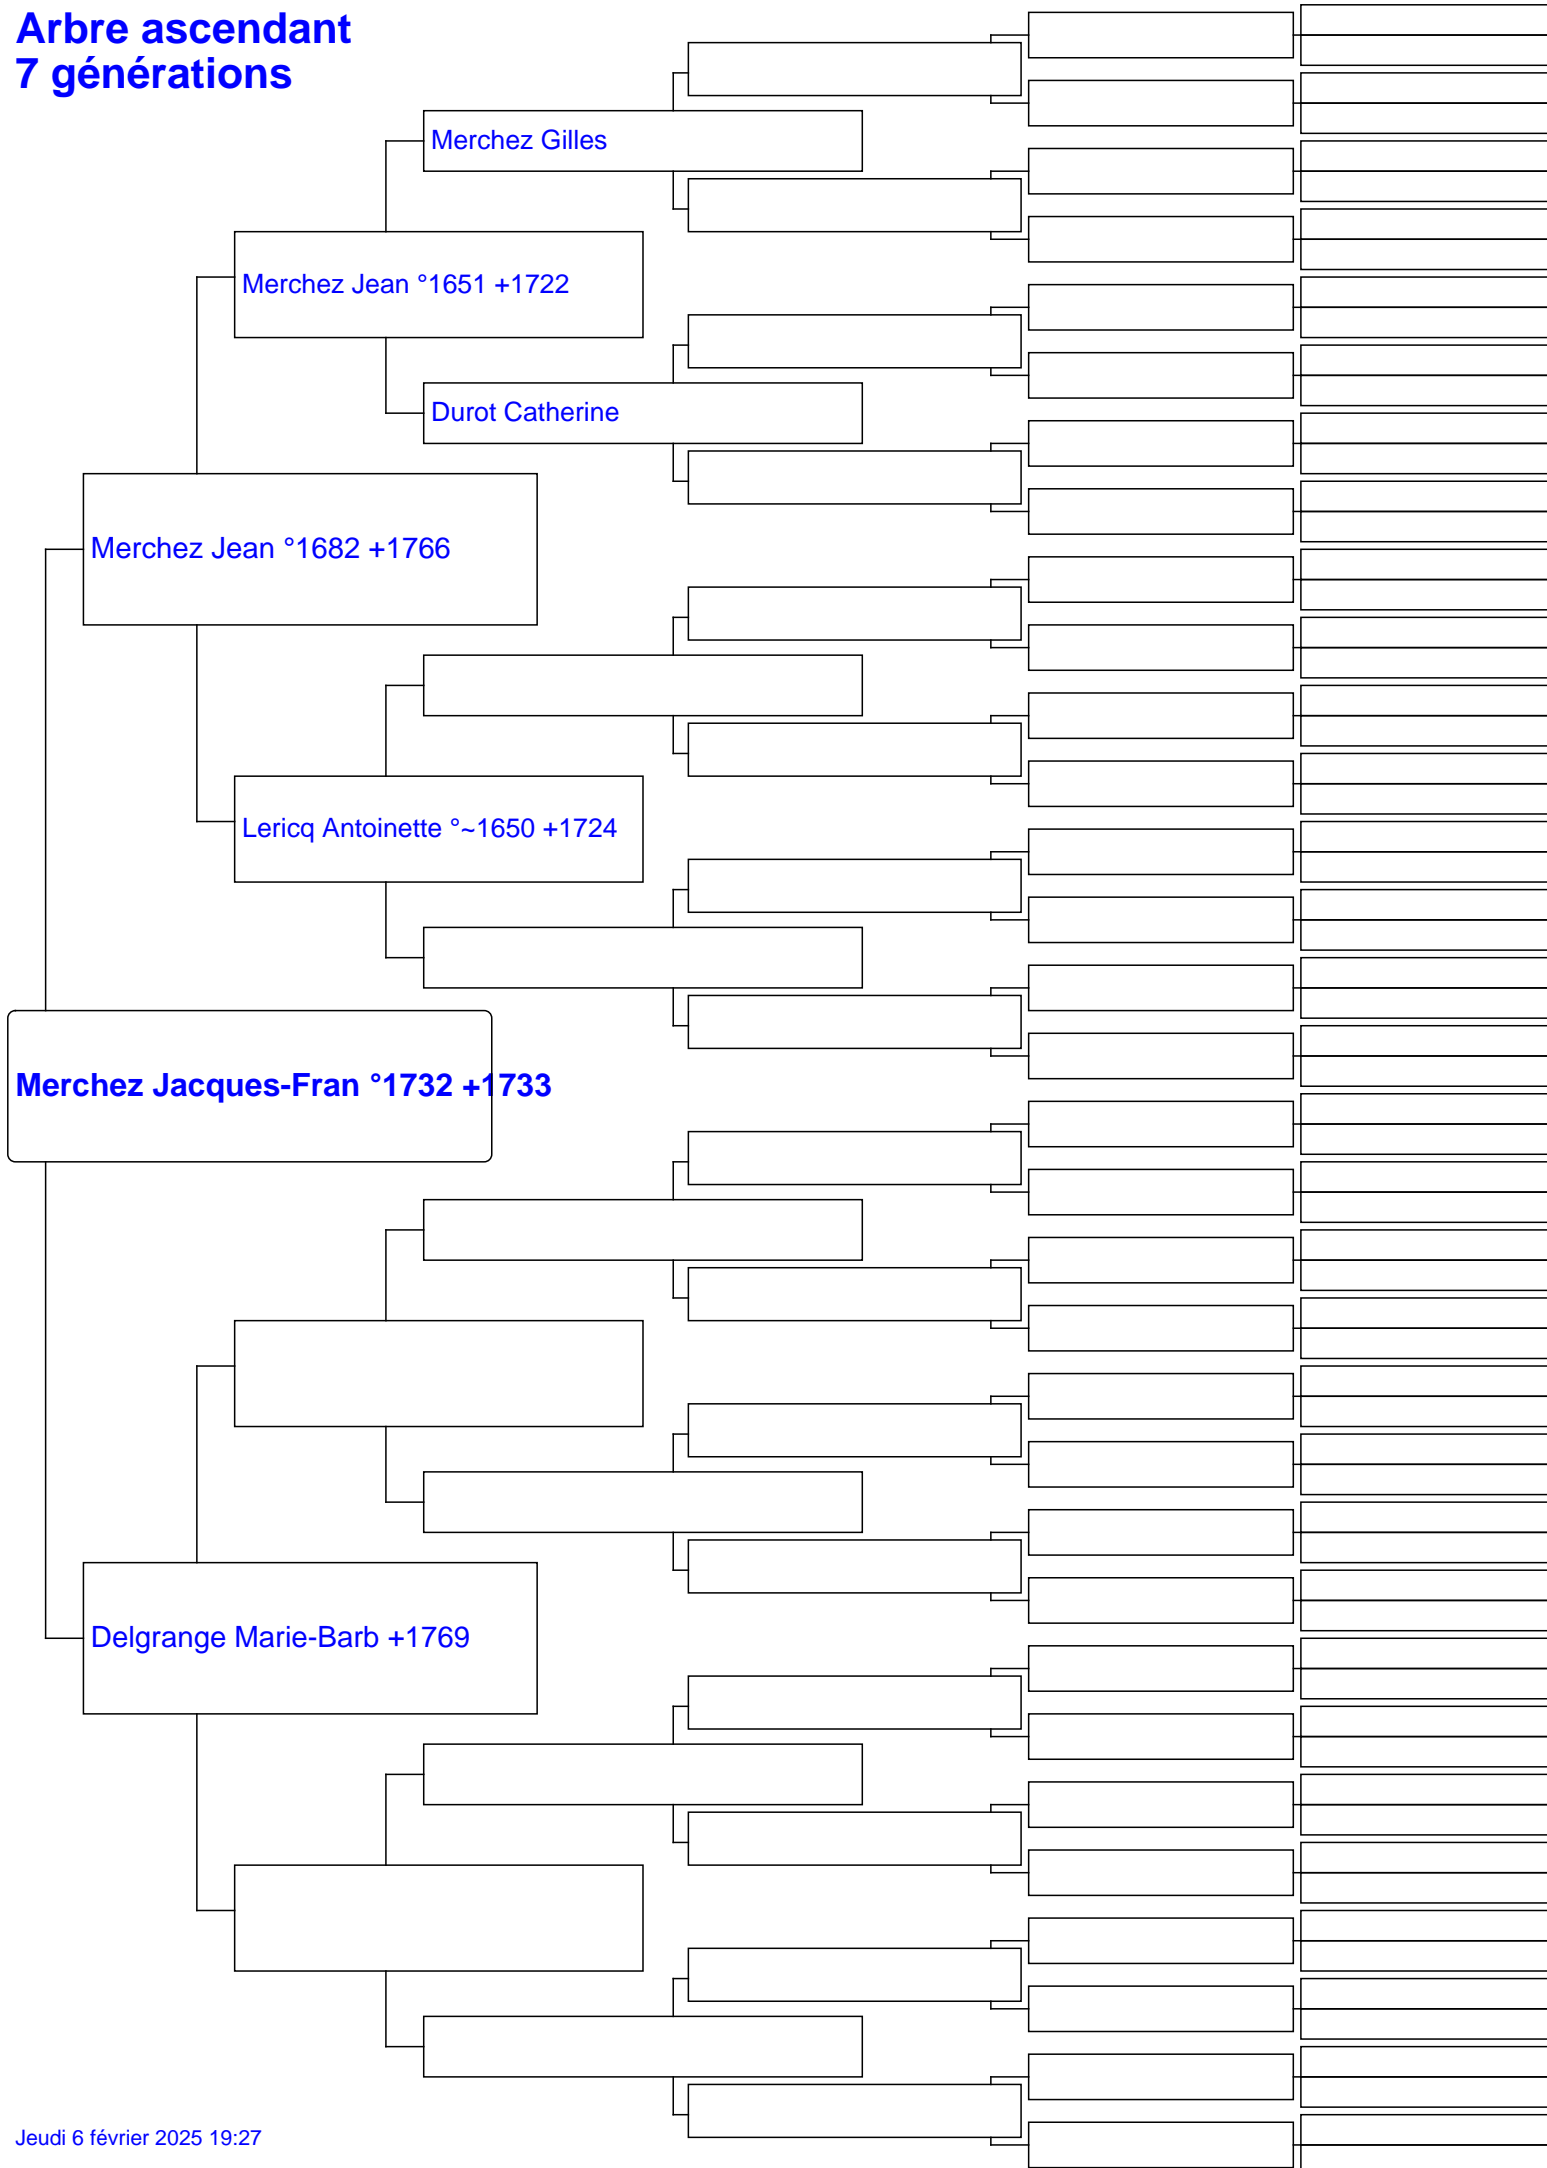 Arbre ascendant
7 générations
Merchez Gilles
Merchez Jean °1651 +1722
Durot Catherine
Merchez Jean °1682 +1766
Lericq Antoinette °~1650 +1724
Merchez Jacques-Fran °1732 +1733
Delgrange Marie-Barb +1769
Jeudi 6 février 2025 19:27